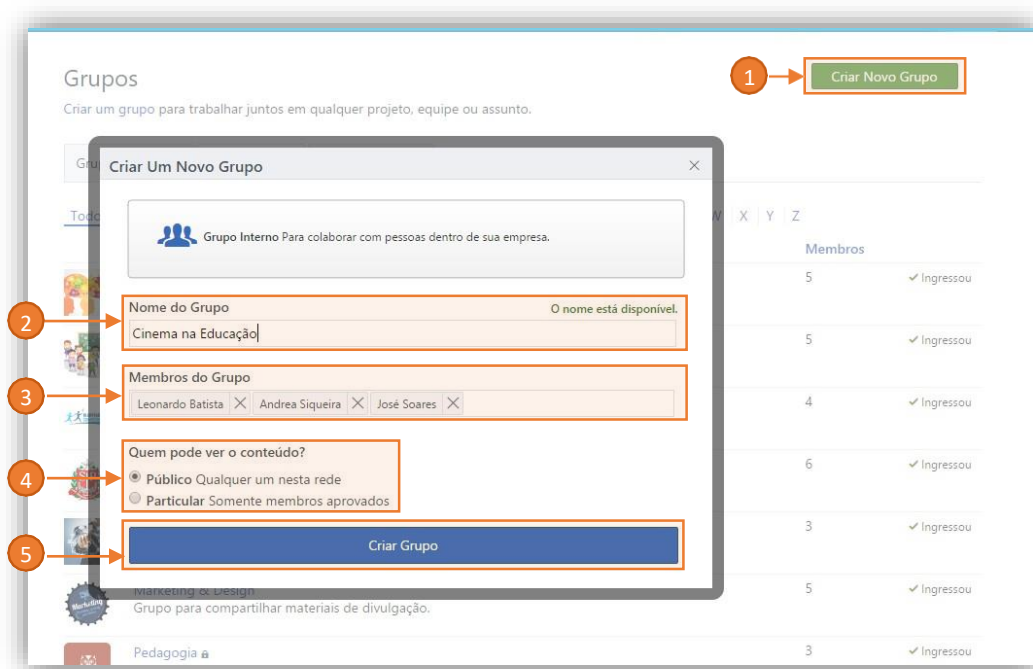 Grupos
1 Criar Novo Grupo
Criar um grupo para trabalhar juntos em qualquer projeto, equipe ou assunto.
Criar Um Novo Grupo
Grupo Interno Para colaborar com pessoas dentro de sua empresa.
X Y Z
Membros
5 Ingressou
2 Nome do Grupo O nome está disponível.
Cinema na Educação
5 Ingressou
3 Membros do Grupo
Leonardo Batista Andrea Siqueira José Soares
4 Ingressou
Quem pode ver o conteúdo?
4 Público Qualquer um nesta rede
Particular Somente membros aprovados
6 Ingressou
5 Criar Grupo
3 Ingressou
Marketing & Design
5 Ingressou
Grupo para compartilhar materiais de divulgação.
Pedagogia
3 Ingressou